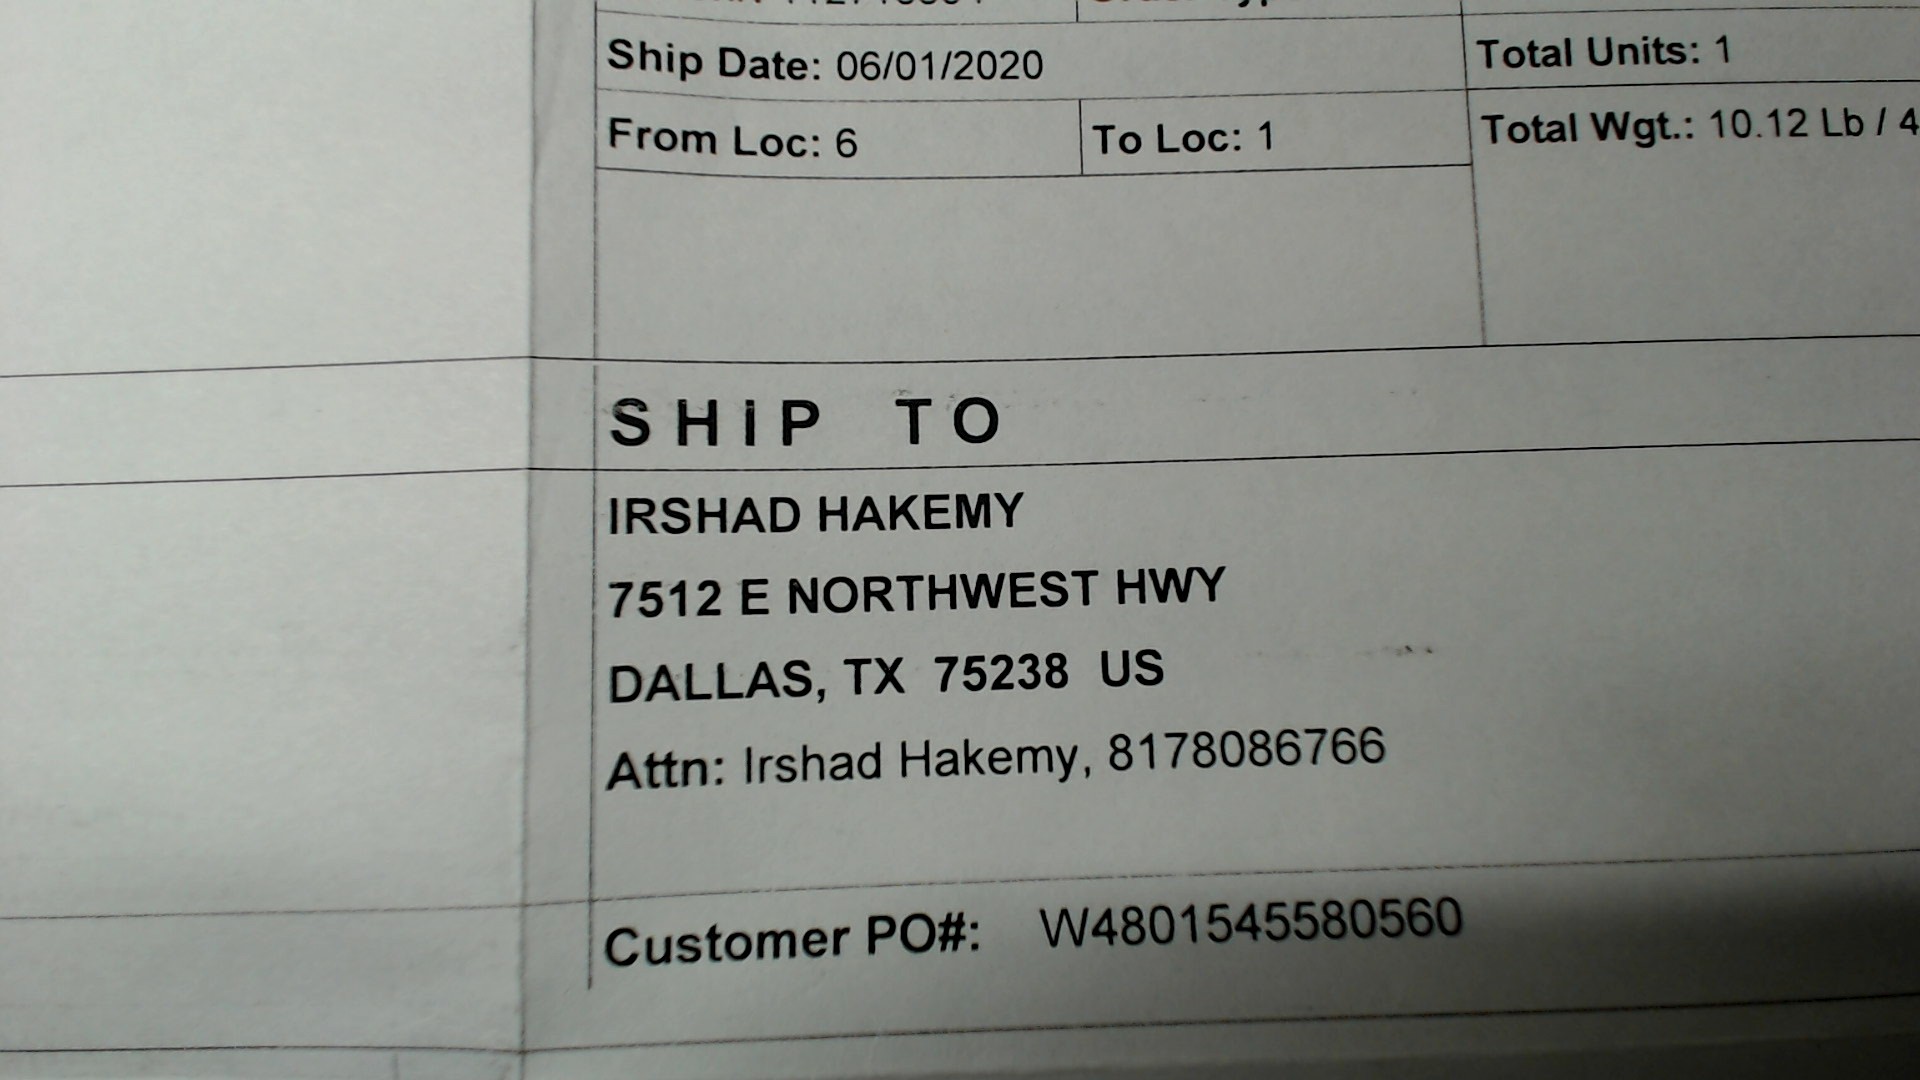 Ship Date: 06/01/2020 Total Units: 1
From Loc: 6 To Loc: 1 Total Wgt.: 10.12 Lb / 4
SHIP TO
IRSHAD HAKEMY
7512 E NORTHWEST HWY
DALLAS, TX 75238 US
Attn: Irshad Hakemy, 8178086766
Customer PO#: W4801545580560